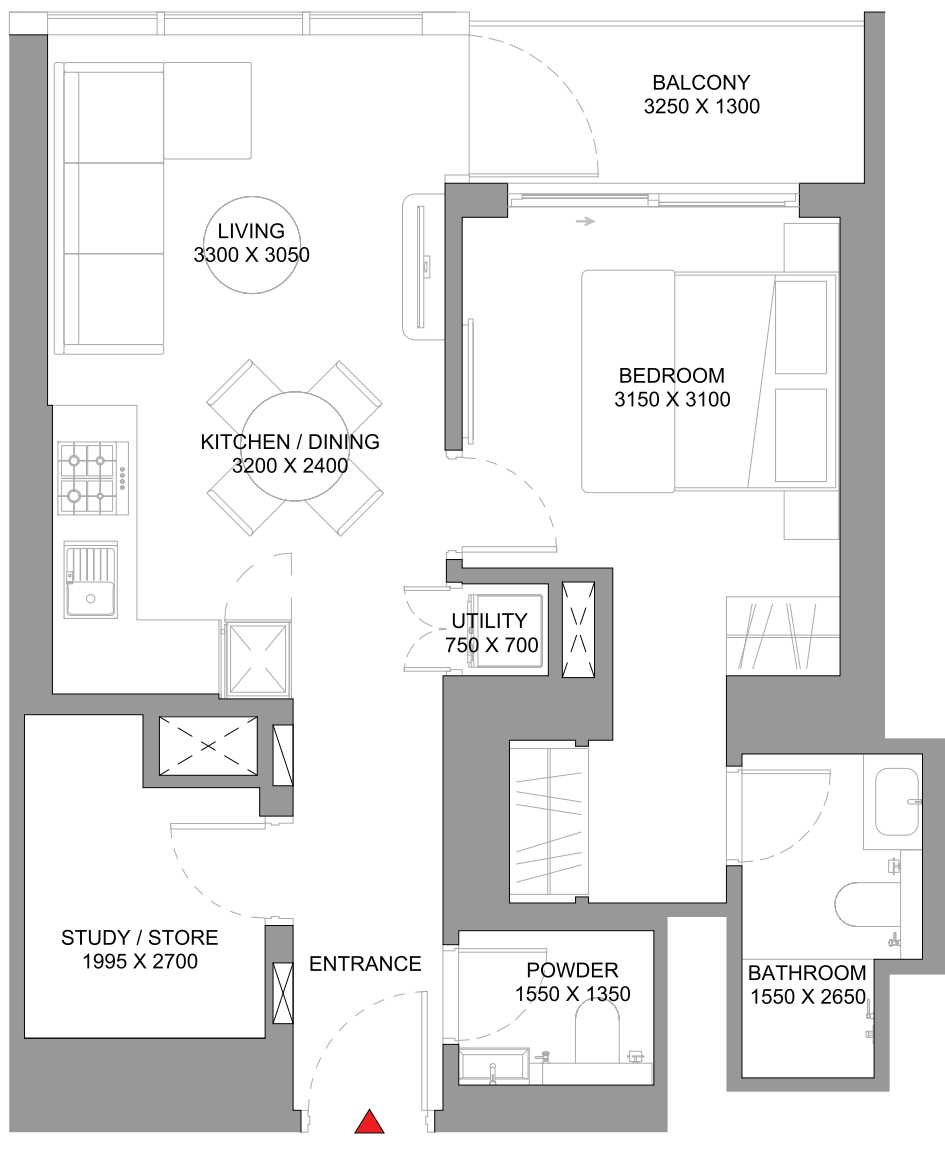 BALCONY
3250 X 1300
LIVING
3300 X 3050
BEDROOM
3150 X 3100
KITCHEN / DINING
3200 X 2400
UTILITY
750 X 700
STUDY / STORE
1995 X 2700
ENTRANCE
POWDER
1550 X 1350
BATHROOM
1550 X 2650